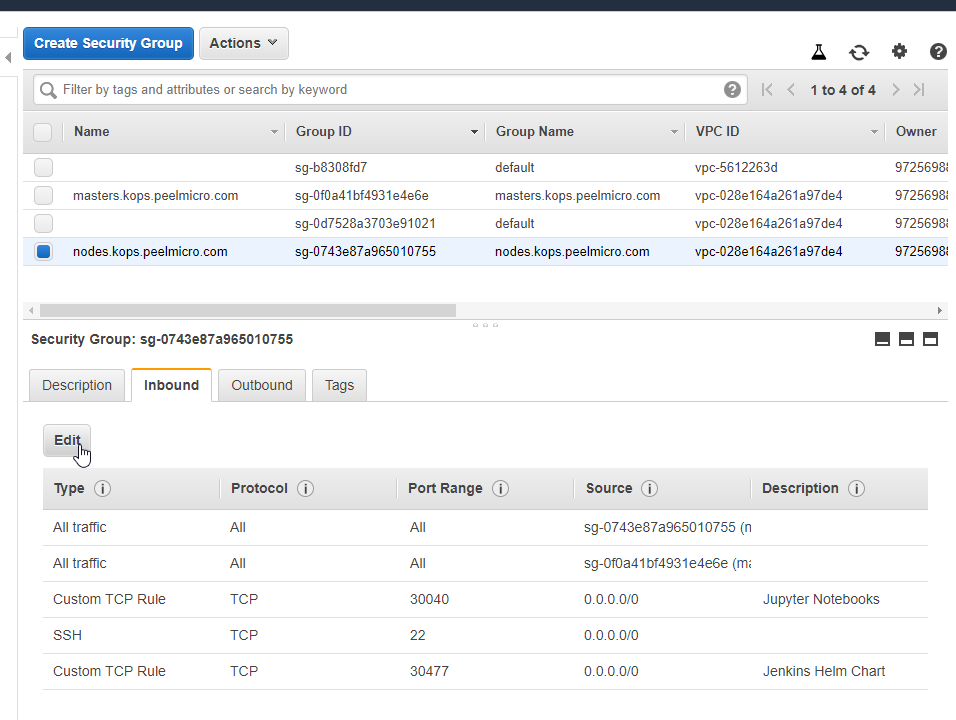 Create Security Group Actions
Filter by tags and attributes or search by keyword 1 to 4 of 4
Name Group ID Group Name VPC ID Owner
sg-b8308fd7 default vpc-5612263d 9725698
masters.kops.peelmicro.com sg-0f0a41bf4931e4e6e masters.kops.peelmicro.com vpc-028e164a261a97de4 9725698
sg-0d7528a3703e91021 default vpc-028e164a261a97de4 9725698
nodes.kops.peelmicro.com sg-0743e87a965010755 nodes.kops.peelmicro.com vpc-028e164a261a97de4 9725698
Security Group: sg-0743e87a965010755
Description Inbound Outbound Tags
Edit
Type Protocol Port Range Source Description
All traffic All All sg-0743e87a965010755 (n
All traffic All All sg-0f0a41bf4931e4e6e (ma
Custom TCP Rule TCP 30040 0.0.0.0/0 Jupyter Notebooks
SSH TCP 22 0.0.0.0/0
Custom TCP Rule TCP 30477 0.0.0.0/0 Jenkins Helm Chart